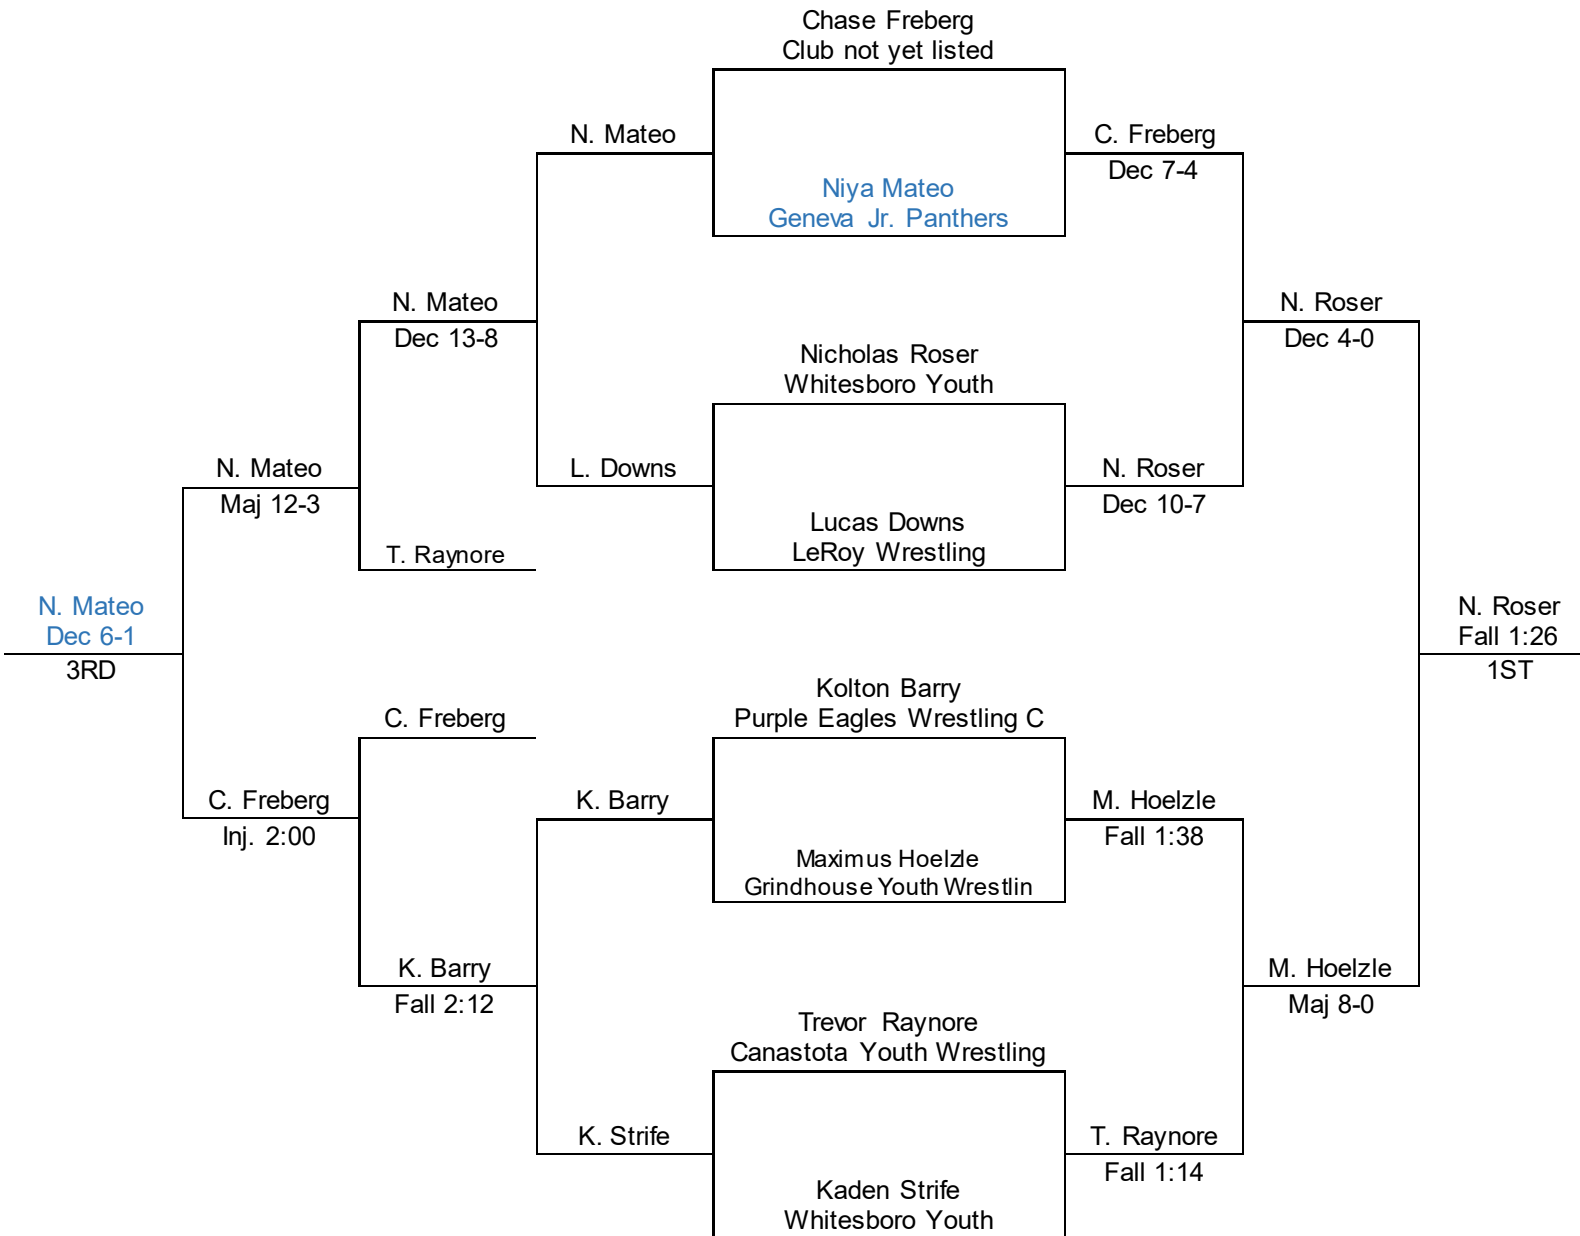 Chase Freberg
Club not yet listed
N. Mateo
C. Freberg
Dec 7-4
Niya Mateo
Geneva Jr. Panthers
N. Mateo
Dec 13-8
N. Roser
Dec 4-0
Nicholas Roser
Whitesboro Youth
N. Mateo
Maj 12-3
L. Downs
N. Roser
Dec 10-7
Lucas Downs
LeRoy Wrestling
T. Raynore
N. Mateo
Dec 6-1
3RD
N. Roser
Fall 1:26
1ST
Kolton Barry
Purple Eagles Wrestling C
C. Freberg
C. Freberg
Inj. 2:00
K. Barry
M. Hoelzle
Fall 1:38
Maximus Hoelzle
Grindhouse Youth Wrestlin
K. Barry
Fall 2:12
M. Hoelzle
Maj 8-0
Trevor Raynore
Canastota Youth Wrestling
K. Strife
T. Raynore
Fall 1:14
Kaden Strife
Whitesboro Youth